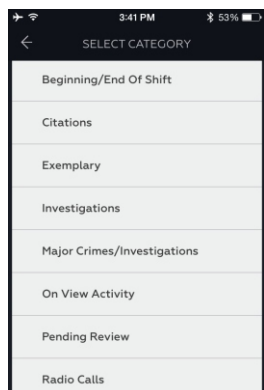 3:41 PM
53%
SELECT CATEGORY
Beginning/End Of Shift
Citations
Exemplary
Investigations
Major Crimes/Investigations
On View Activity
Pending Review
Radio Calls